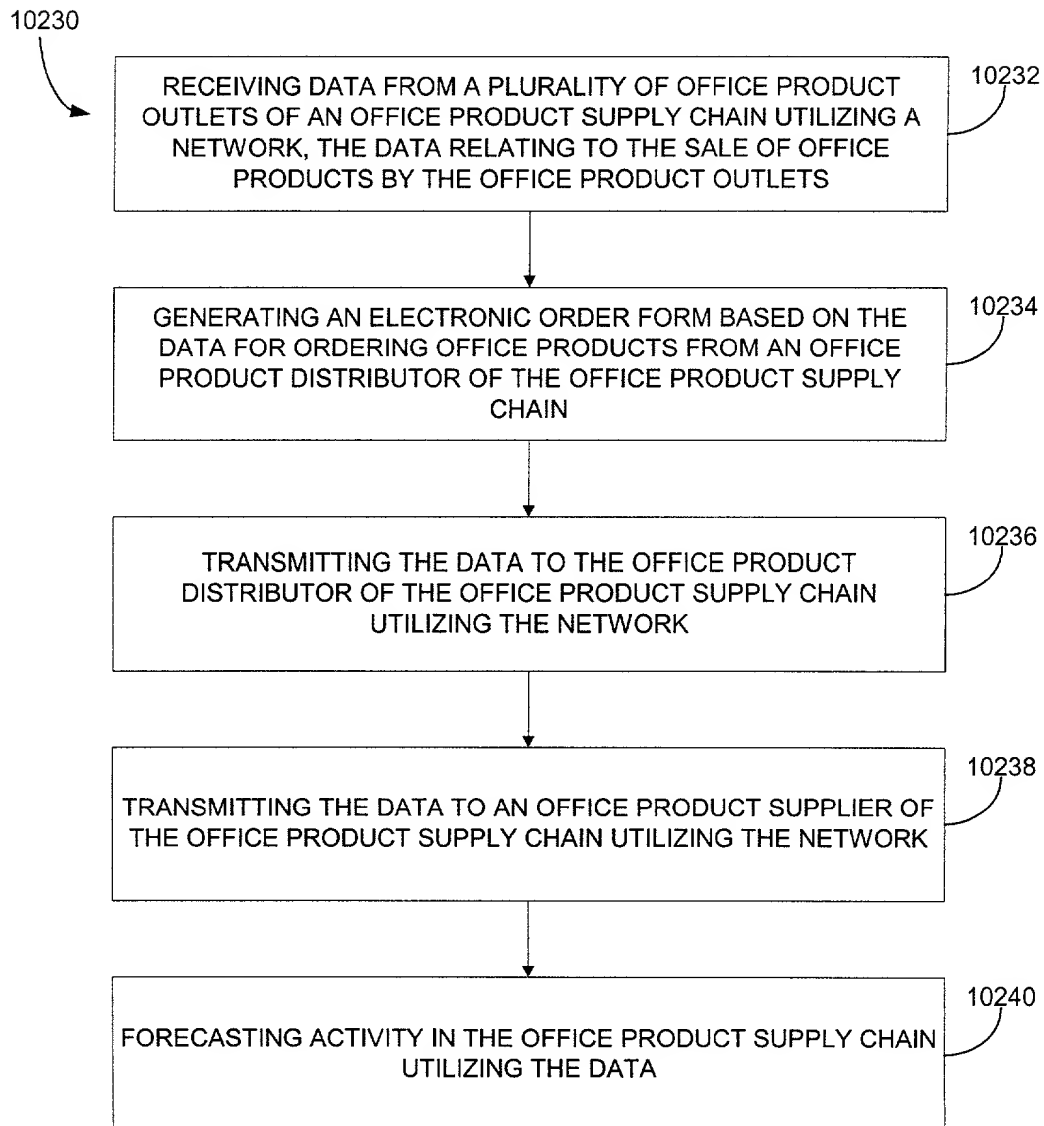 10230
10232
RECEIVING DATA FROM A PLURALITY OF OFFICE PRODUCT
OUTLETS OF AN OFFICE PRODUCT SUPPLY CHAIN UTILIZING A
NETWORK, THE DATA RELATING TO THE SALE OF OFFICE
PRODUCTS BY THE OFFICE PRODUCT OUTLETS
10234
GENERATING AN ELECTRONIC ORDER FORM BASED ON THE
DATA FOR ORDERING OFFICE PRODUCTS FROM AN OFFICE
PRODUCT DISTRIBUTOR OF THE OFFICE PRODUCT SUPPLY
CHAIN
10236
TRANSMITTING THE DATA TO THE OFFICE PRODUCT
DISTRIBUTOR OF THE OFFICE PRODUCT SUPPLY CHAIN
UTILIZING THE NETWORK
10238
TRANSMITTING THE DATA TO AN OFFICE PRODUCT SUPPLIER OF
THE OFFICE PRODUCT SUPPLY CHAIN UTILIZING THE NETWORK
10240
FORECASTING ACTIVITY IN THE OFFICE PRODUCT SUPPLY CHAIN
UTILIZING THE DATA